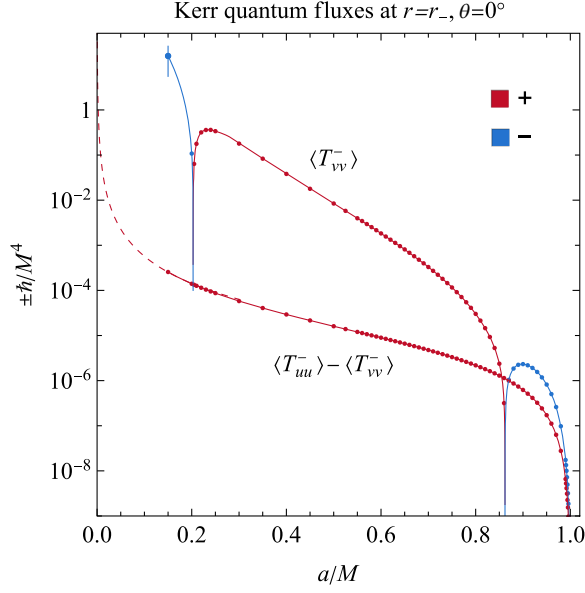 Kerr quantum fluxes at r=r₋, θ=0°
+
−
⟨T⁻ᵥᵥ⟩
⟨T⁻ᵤᵤ⟩−⟨T⁻ᵥᵥ⟩
±ℏ/M⁴
1
10⁻²
10⁻⁴
10⁻⁶
10⁻⁸
0.0 0.2 0.4 0.6 0.8 1.0
a/M